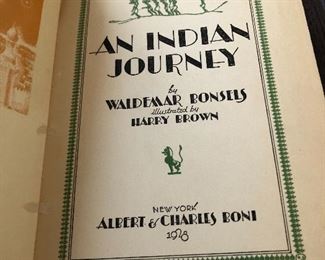 AN INDIAN
JOURNEY
by
WALDEMAR BONSELS
illustrated by
HARRY BROWN
NEW YORK
ALBERT & CHARLES BONI
1928